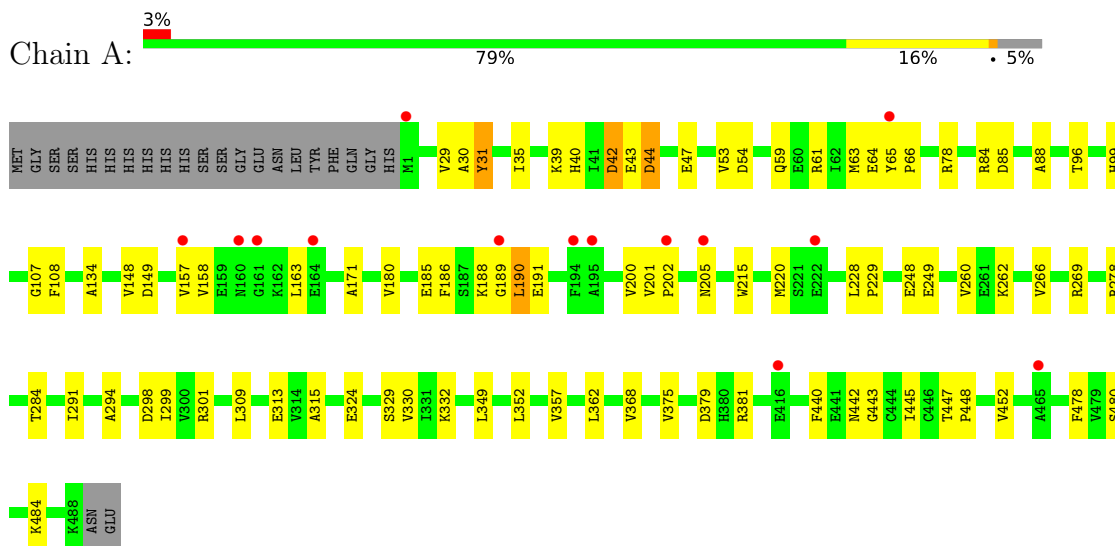 3%
Chain A:
79% 16% • 5%
MET GLY SER SER HIS HIS HIS HIS HIS HIS SER SER GLY GLU ASN LEU TYR PHE GLN GLY HIS M1 V29 A30 Y31 I35 K39 H40 I41 D42 E43 D44 E47 V53 D54 Q59 E60 R61 I62 M63 E64 Y65 P66 R78 R84 D85 A88 T96 H99
G107 F108 A134 V148 D149 V157 V158 E159 N160 G161 K162 L163 E164 A171 V180 E185 F186 S187 K188 G189 L190 E191 F194 A195 V200 V201 P202 N205 W215 M220 S221 E222 L228 P229 E248 E249 V260 E261 K262 V266 R269
T284 I291 A294 D298 I299 V300 R301 L309 E313 V314 A315 E324 S329 V330 I331 K332 L349 L352 V357 L362 V368 V375 D379 H380 R381 E416 F440 E441 N442 G443 C444 I445 C446 T447 P448 V452 A465 F478 V479
K484 K488 ASN GLU